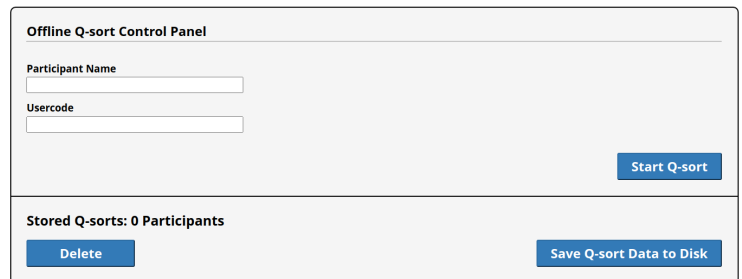 Offline Q-sort Control Panel
Participant Name
Usercode
Start Q-sort
Stored Q-sorts: 0 Participants
Delete
Save Q-sort Data to Disk